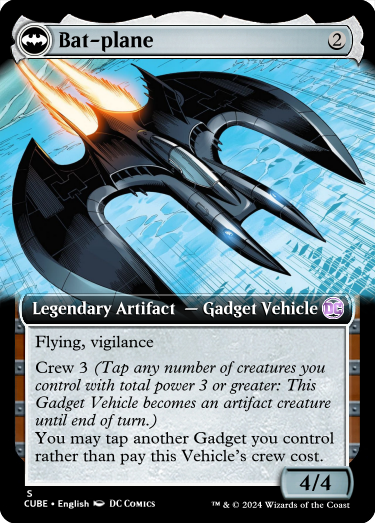 Bat-plane 2
Legendary Artifact — Gadget Vehicle DC
Flying, vigilance
Crew 3 (Tap any number of creatures you
control with total power 3 or greater: This
Gadget Vehicle becomes an artifact creature
until end of turn.)
You may tap another Gadget you control
rather than pay this Vehicle's crew cost.
4/4
S
CUBE • English DC COMICS
™ & © 2024 Wizards of the Coast